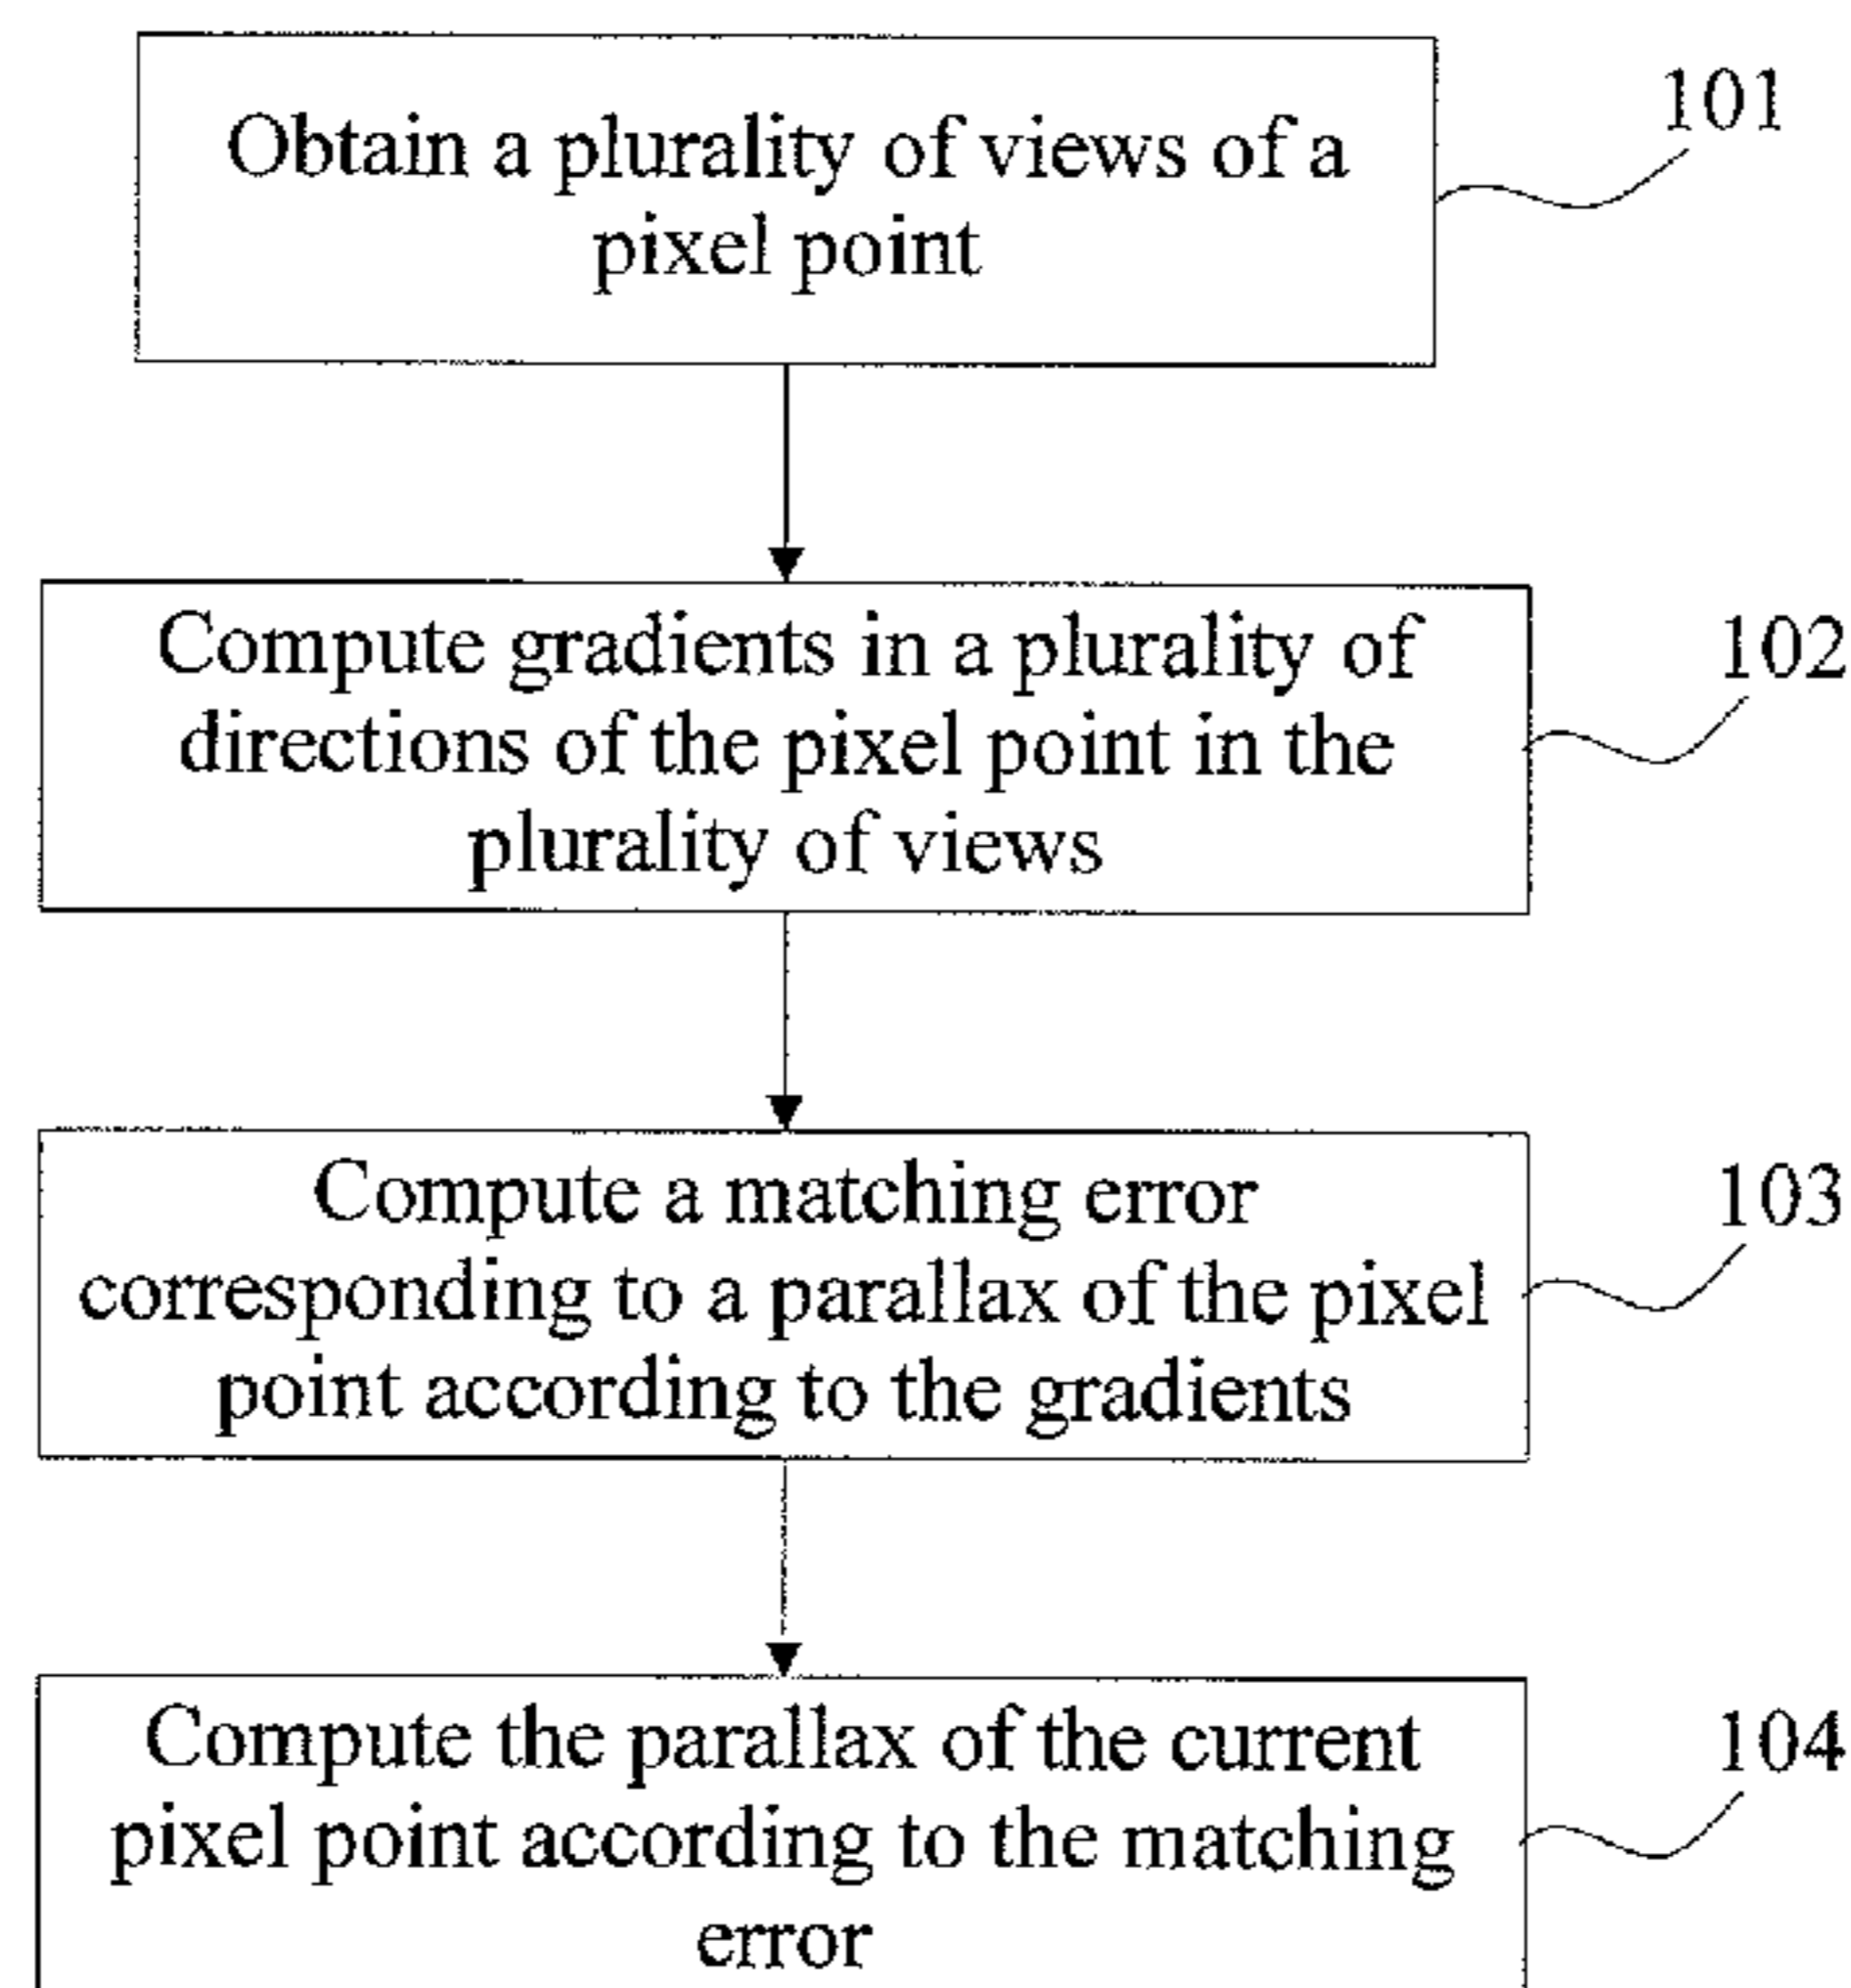 Obtain a plurality of views of a
pixel point
101
Compute gradients in a plurality of
directions of the pixel point in the
plurality of views
102
Compute a matching error
corresponding to a parallax of the pixel
point according to the gradients
103
Compute the parallax of the current
pixel point according to the matching
error
104